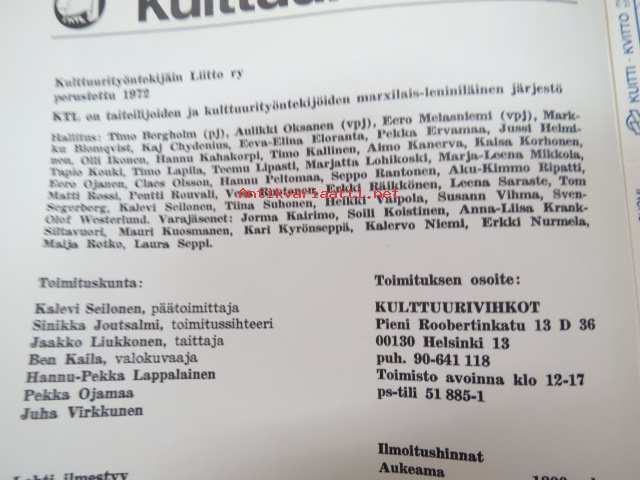 Kulttuurityöntekijäin Liitto ry
perustettu 1972
KTL on taiteilijoiden ja kulttuurityöntekijöiden marxilais-leniniläinen järjestö
Hallitus: Timo Bergholm (pj), Aulikki Oksanen (vpj), Eero Melasniemi (vpj), Mark-
ku Blomqvist, Kaj Chydenius, Eeva-Elina Eloranta, Pekka Ervamaa, Jussi Helmi-
nen, Olli Ikonen, Hannu Kahakorpi, Timo Kallinen, Aimo Kanerva, Kaisa Korhonen,
Tapio Kouki, Timo Lapila, Teemu Lipasti, Marjatta Lohikoski, Marja-Leena Mikkola,
Eero Ojanen, Claes Olsson, Hannu Peltomaa, Seppo Rantonen, Aku-Kimmo Ripatti,
Matti Rossi, Pentti Rouvali, Rautanen, Erkki Ruuhikönen, Leena Saraste, Tom
Segerberg, Kalevi Seilonen, Tiina Suhonen, Heikki Valpola, Susann Vihma, Sven-
Olof Westerlund. Varajäsenet: Jorma Kairimo, Soili Koistinen, Anna-Liisa Krank-
Siltavuori, Mauri Kuosmanen, Kari Kyrönseppä, Kalervo Niemi, Erkki Nurmela,
Maija Rotko, Laura Seppi.
Antikvariaatti.net
Toimituskunta:
Kalevi Seilonen, päätoimittaja
Sinikka Joutsalmi, toimitussihteeri
Jaakko Liukkonen, taittaja
Ben Kaila, valokuvaaja
Hannu-Pekka Lappalainen
Pekka Ojamaa
Juha Virkkunen
Toimituksen osoite:
KULTTUURIVIHKOT
Pieni Roobertinkatu 13 D 36
00130 Helsinki 13
puh. 90-641 118
Toimisto avoinna klo 12-17
ps-tili 51 885-1
Lehti ilmestyy
Ilmoitushinnat
Aukeama
KUITTI - KVITTO